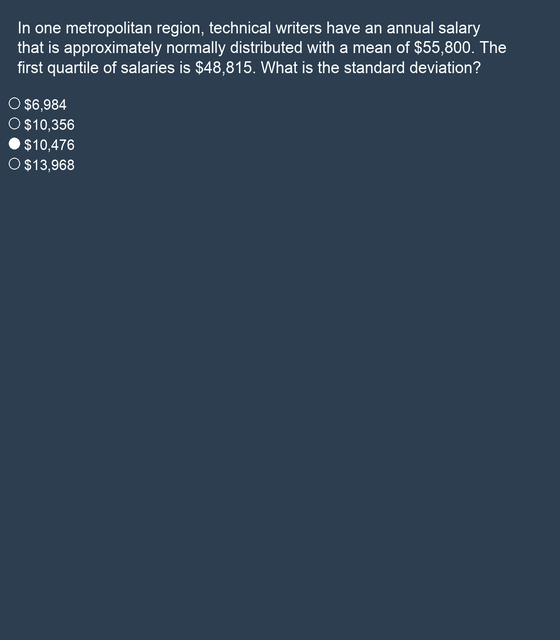 In one metropolitan region, technical writers have an annual salary
that is approximately normally distributed with a mean of $55,800. The
first quartile of salaries is $48,815. What is the standard deviation?
$6,984
$10,356
$10,476
$13,968